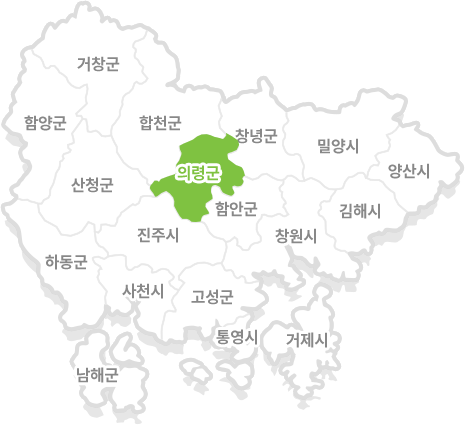 거창군
함양군
합천군
창녕군
밀양시
양산시
산청군
의령군
함안군
김해시
진주시
창원시
하동군
사천시
고성군
통영시
거제시
남해군